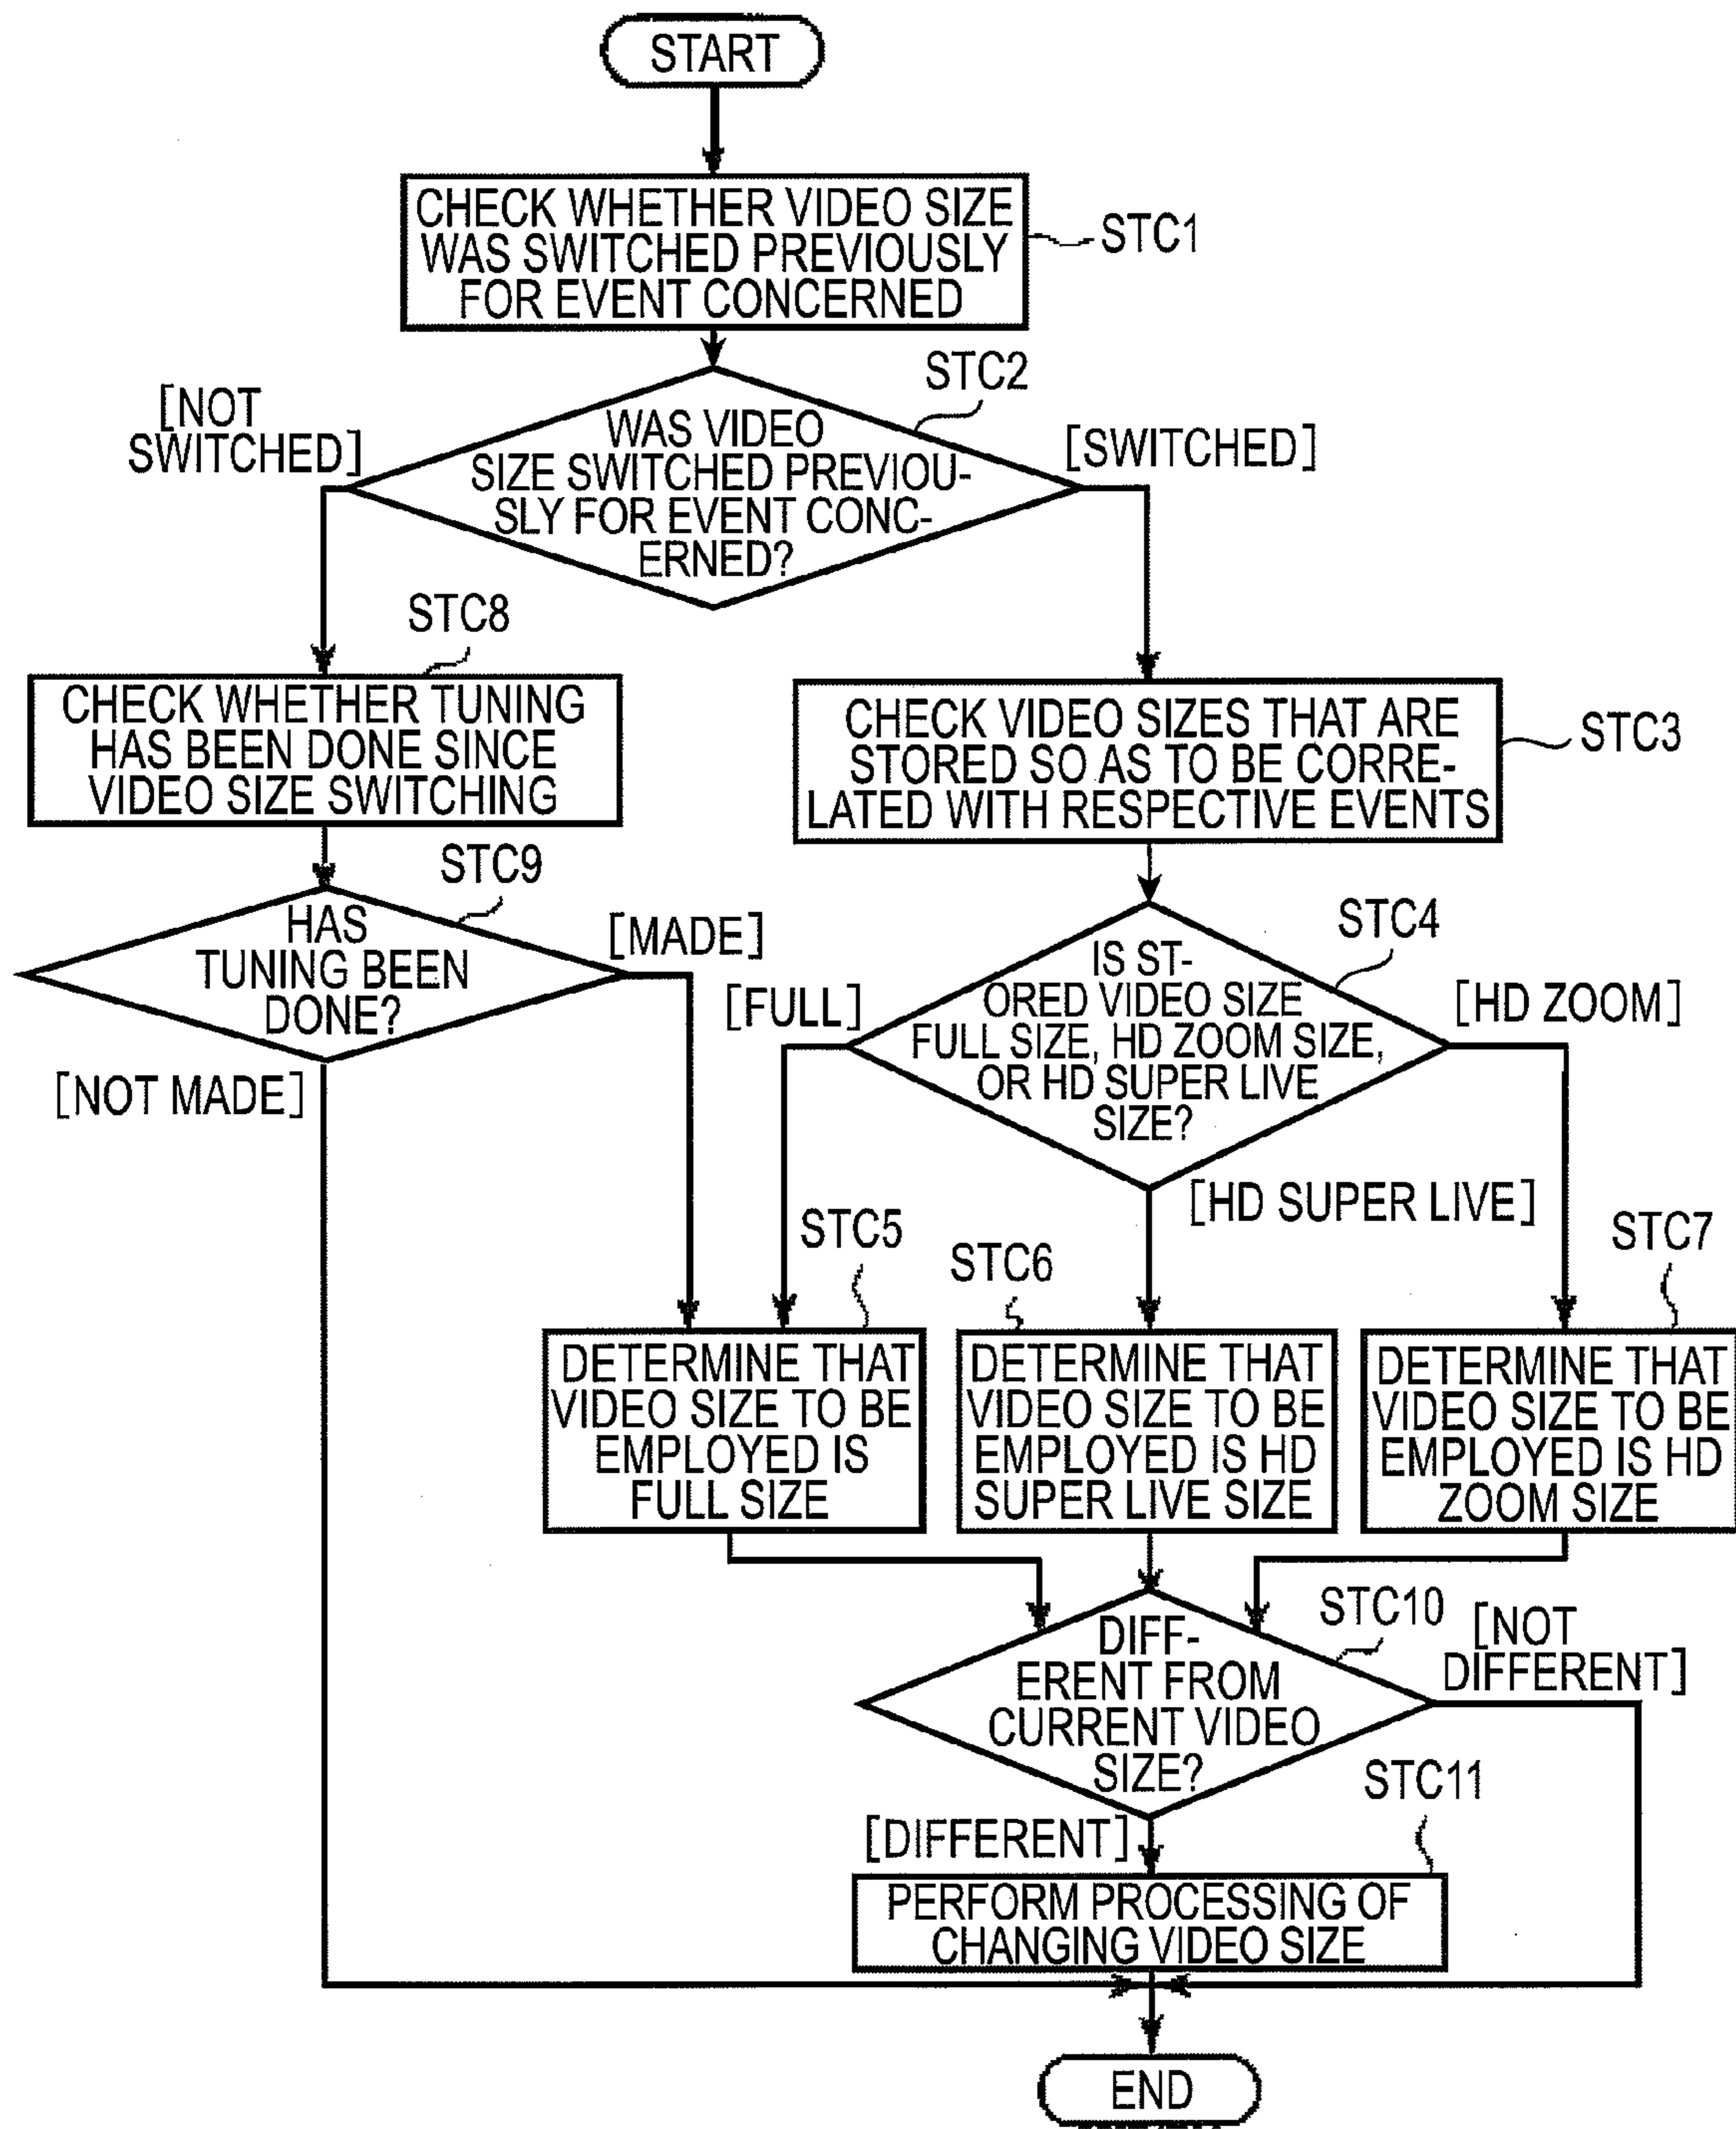 START
CHECK WHETHER VIDEO SIZE
WAS SWITCHED PREVIOUSLY
FOR EVENT CONCERNED
STC1
STC2
[NOT
SWITCHED]
WAS VIDEO
SIZE SWITCHED PREVIOU-
SLY FOR EVENT CONC-
ERNED?
[SWITCHED]
STC8
CHECK WHETHER TUNING
HAS BEEN DONE SINCE
VIDEO SIZE SWITCHING
CHECK VIDEO SIZES THAT ARE
STORED SO AS TO BE CORRE-
LATED WITH RESPECTIVE EVENTS
STC3
STC9
HAS
TUNING BEEN
DONE?
[MADE]
[NOT MADE]
STC4
IS ST-
ORED VIDEO SIZE
FULL SIZE, HD ZOOM SIZE,
OR HD SUPER LIVE
SIZE?
[FULL]
[HD ZOOM]
[HD SUPER LIVE]
STC5
STC6
STC7
DETERMINE THAT
VIDEO SIZE TO BE
EMPLOYED IS
FULL SIZE
DETERMINE THAT
VIDEO SIZE TO BE
EMPLOYED IS HD
SUPER LIVE SIZE
DETERMINE THAT
VIDEO SIZE TO BE
EMPLOYED IS HD
ZOOM SIZE
STC10
DIFF-
ERENT FROM
CURRENT VIDEO
SIZE?
[NOT
DIFFERENT]
[DIFFERENT]
STC11
PERFORM PROCESSING OF
CHANGING VIDEO SIZE
END